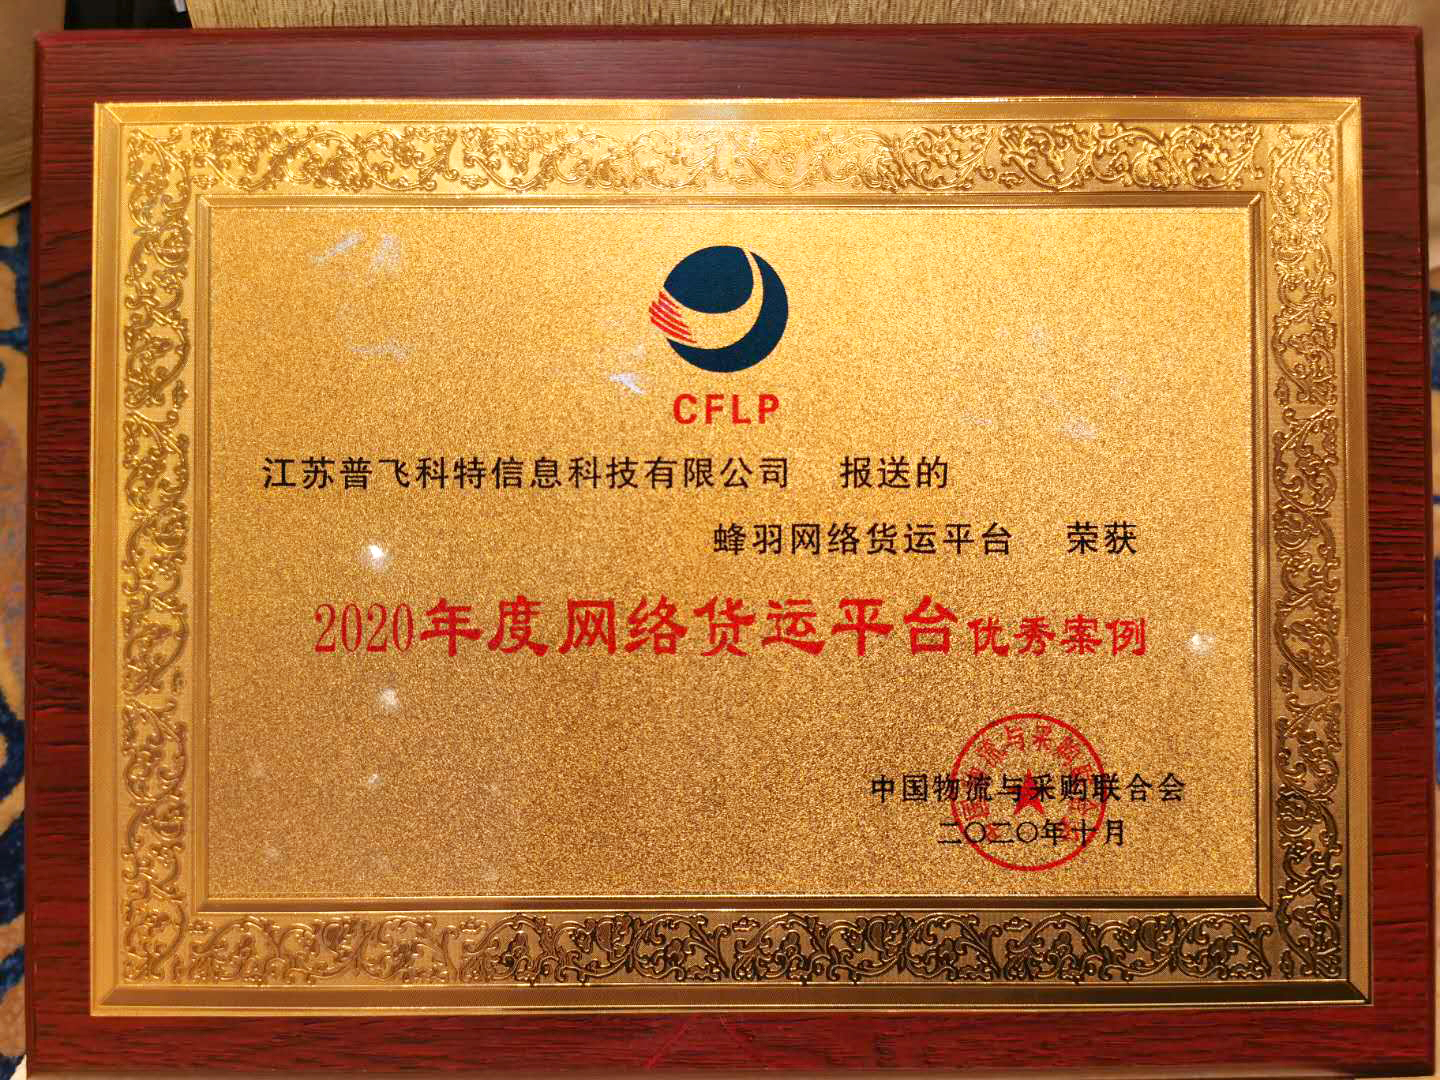 CFLP
江苏普飞科特信息科技有限公司 报送的
蜂羽网络货运平台 荣获
2020年度网络货运平台优秀案例
中国物流与采购联合会
二〇二〇年十月